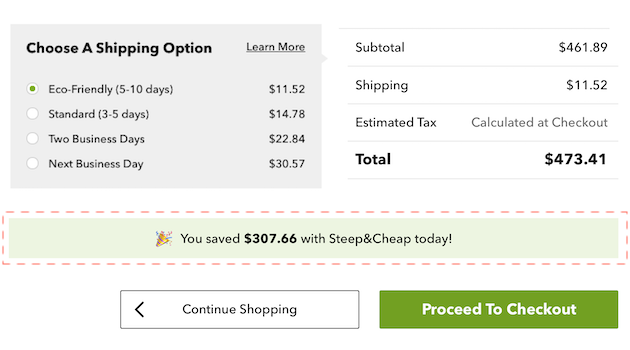 Choose A Shipping Option Learn More
Eco-Friendly (5-10 days) $11.52
Standard (3-5 days) $14.78
Two Business Days $22.84
Next Business Day $30.57
Subtotal $461.89
Shipping $11.52
Estimated Tax Calculated at Checkout
Total $473.41
You saved $307.66 with Steep&Cheap today!
Continue Shopping
Proceed To Checkout